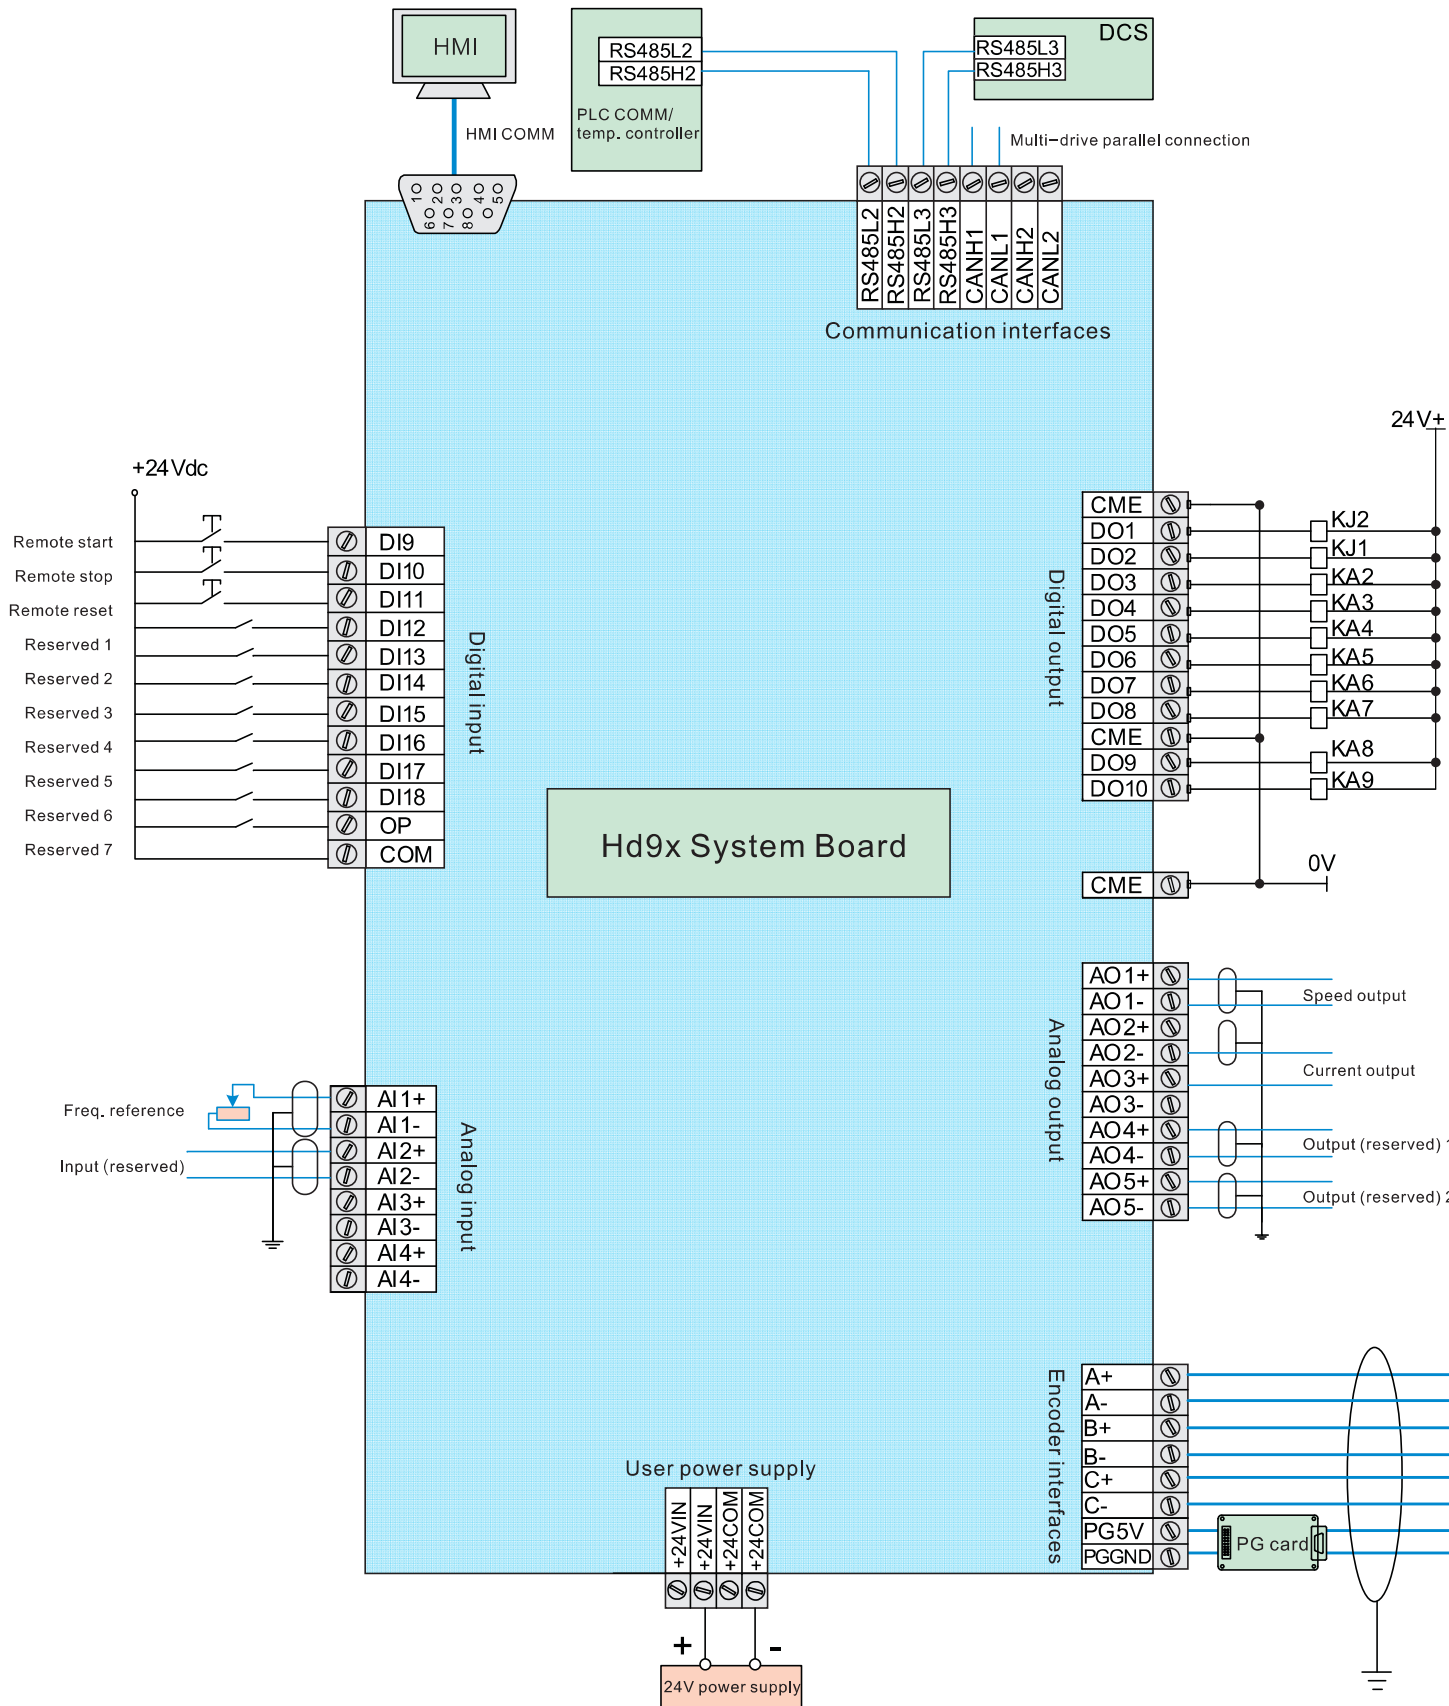 HMI
HMI COMM
RS485L2
RS485H2
PLC COMM/
temp. controller
DCS
RS485L3
RS485H3
Multi-drive parallel connection
1 2 3 4 5
6 7 8
RS485L2
RS485H2
RS485L3
RS485H3
CANH1
CANL1
CANH2
CANL2
Communication interfaces
+24Vdc
Remote start
Remote stop
Remote reset
Reserved 1
Reserved 2
Reserved 3
Reserved 4
Reserved 5
Reserved 6
Reserved 7
DI9
DI10
DI11
DI12
DI13
DI14
DI15
DI16
DI17
DI18
OP
COM
Digital input
24V+
CME
DO1
DO2
DO3
DO4
DO5
DO6
DO7
DO8
CME
DO9
DO10
CME
Digital output
KJ2
KJ1
KA2
KA3
KA4
KA5
KA6
KA7
KA8
KA9
0V
Hd9x System Board
Freq. reference
Input (reserved)
AI1+
AI1-
AI2+
AI2-
AI3+
AI3-
AI4+
AI4-
Analog input
AO1+
AO1-
AO2+
AO2-
AO3+
AO3-
AO4+
AO4-
AO5+
AO5-
Analog output
Speed output
Current output
Output (reserved) 1
Output (reserved) 2
A+
A-
B+
B-
C+
C-
PG5V
PGGND
Encoder interfaces
PG card
User power supply
+24VIN
+24VIN
+24COM
+24COM
+ -
24V power supply